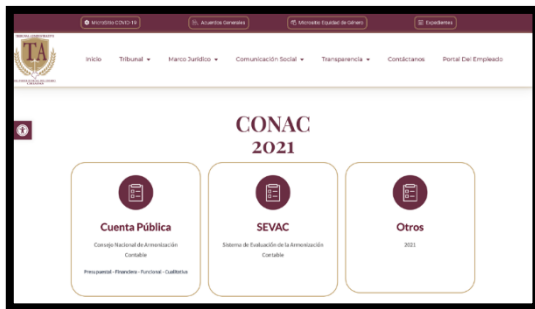 Micrositio COVID-19
Acuerdos Generales
Micrositio Equidad de Género
Expedientes
TA
Inicio
Tribunal
Marco Jurídico
Comunicación Social
Transparencia
Contáctanos
Portal Del Empleado
CONAC
2021
Cuenta Pública
Consejo Nacional de Armonización
Contable
Presupuestal - Financiero - Funcional - Cualitativo
SEVAC
Sistema de Evaluación de la Armonización
Contable
Otros
2021